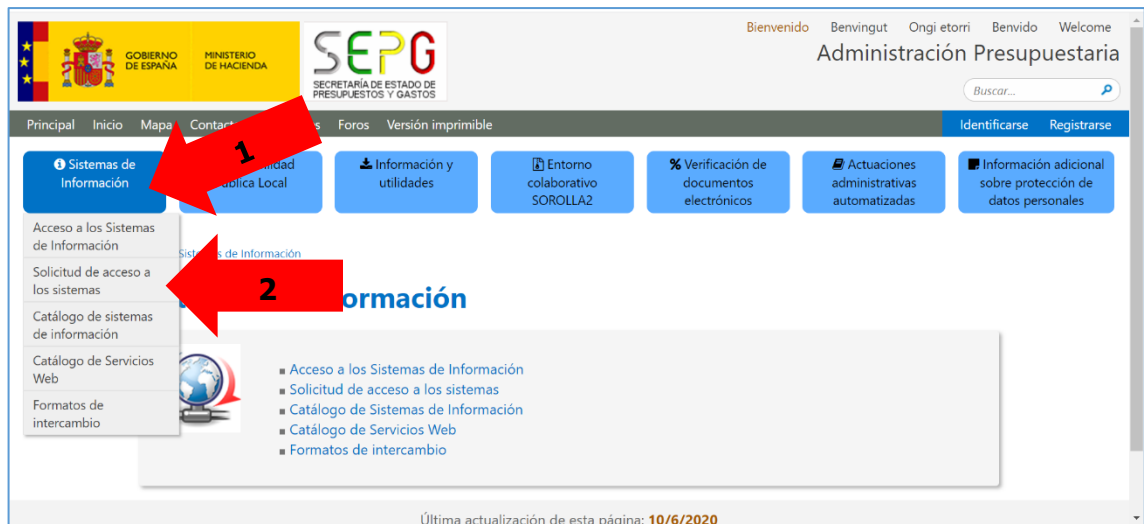 GOBIERNO
DE ESPAÑA
MINISTERIO
DE HACIENDA
SEPG
SECRETARÍA DE ESTADO DE
PRESUPUESTOS Y GASTOS
Bienvenido Benvingut Ongi etorri Benvido Welcome
Administración Presupuestaria
Buscar...
Principal Inicio Mapa Foros Versión imprimible
Identificarse Registrarse
Sistemas de
Información
Local
Información y
utilidades
Entorno
colaborativo
SOROLLA2
Verificación de
documentos
electrónicos
Actuaciones
administrativas
automatizadas
Información adicional
sobre protección de
datos personales
1
Acceso a los Sistemas
de Información
Solicitud de acceso a
los sistemas
Catálogo de sistemas
de información
Catálogo de Servicios
Web
Formatos de
intercambio
Sistemas de Información
2
ormación
Acceso a los Sistemas de Información
Solicitud de acceso a los sistemas
Catálogo de Sistemas de Información
Catálogo de Servicios Web
Formatos de intercambio
Última actualización de esta página: 10/6/2020